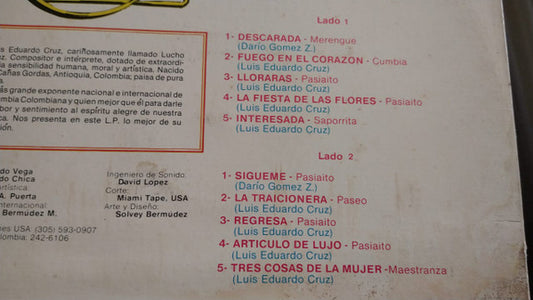 s Eduardo Cruz, cariñosamente llamado Lucho
z. Compositor e intérprete, dotado de extraordi-
a sensibilidad humana, moral y artística. Nacido
Cañas Gordas, Antioquia, Colombia; paisa de pura
a.
ás grande exponente nacional e internacional de
mbia Colombiana y quien mejor que él para darle
bor y sentimiento al espíritu alegre de nuestra
ca. Nos presenta en este L.P. lo mejor de su
ión.
do Vega
do Chica
rtística:
A. Puerta
nternacional:
Bermúdez M.
nes USA: (305) 593-0907
olombia: 242-6106
Ingeniero de Sonido:
David Lopez
Corte:
Miami Tape, USA
Arte y Diseño:
Solvey Bermúdez
Lado 1
1- DESCARADA - Merengue
(Darío Gomez Z.)
2- FUEGO EN EL CORAZON - Cumbia
(Luis Eduardo Cruz)
3- LLORARAS - Pasiaito
(Luis Eduardo Cruz)
4- LA FIESTA DE LAS FLORES - Pasiaito
(Luis Eduardo Cruz)
5- INTERESADA - Saporrita
(Luis Eduardo Cruz)
Lado 2
1- SIGUEME - Pasiaito
(Darío Gomez Z.)
2- LA TRAICIONERA - Paseo
(Luis Eduardo Cruz)
3- REGRESA - Pasiaito
(Luis Eduardo Cruz)
4- ARTICULO DE LUJO - Pasiaito
(Luis Eduardo Cruz)
5- TRES COSAS DE LA MUJER -Maestranza
(Luis Eduardo Cruz)